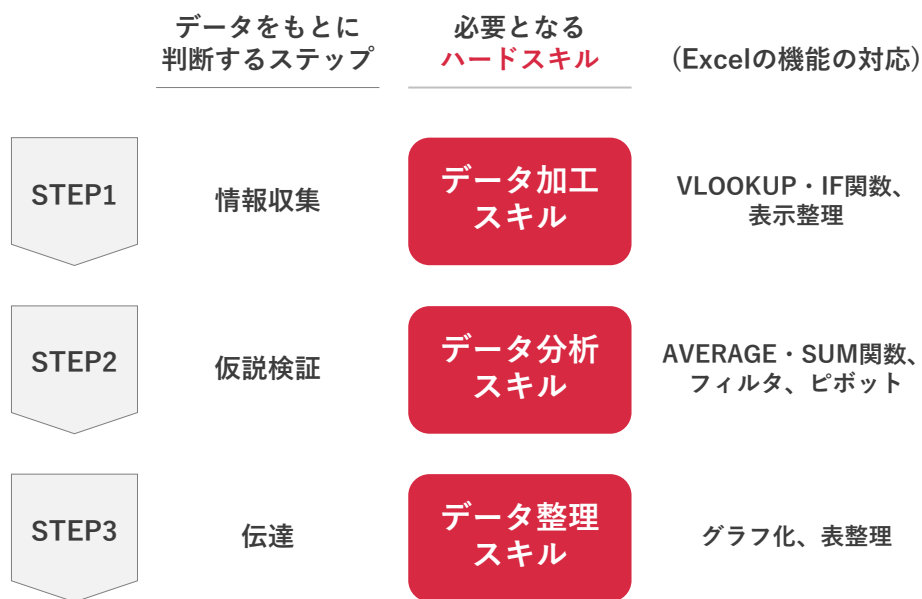 データをもとに
判断するステップ
必要となる
ハードスキル
(Excelの機能の対応)
STEP1
情報収集
データ加工
スキル
VLOOKUP・IF関数、
表示整理
STEP2
仮説検証
データ分析
スキル
AVERAGE・SUM関数、
フィルタ、ピボット
STEP3
伝達
データ整理
スキル
グラフ化、表整理